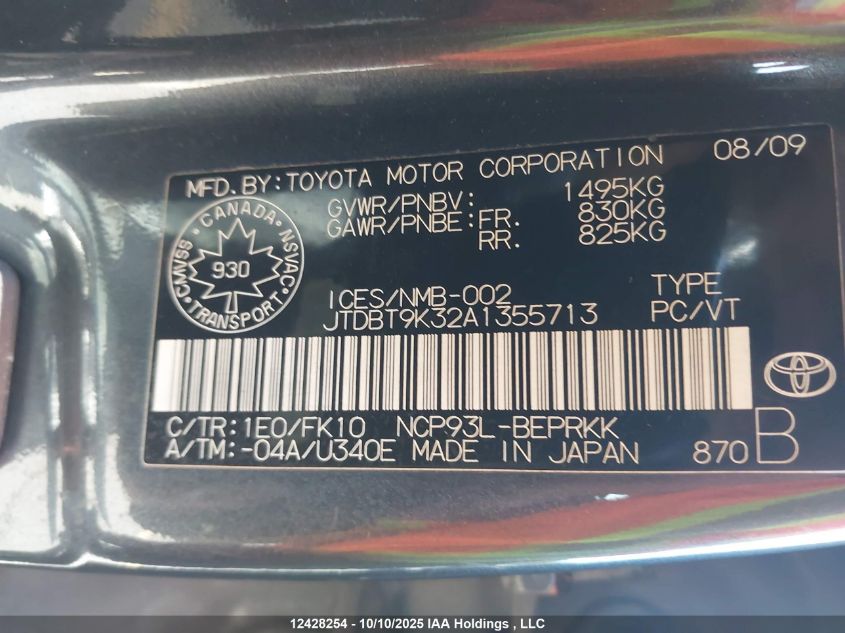 MFD. BY: TOYOTA MOTOR CORPORATION 08/09
GVWR/PNBV: 1495KG
GAWR/PNBE: FR. 830KG
RR. 825KG
CANADA
CMVSS NSVAC
930
TRANSPORT
ICES/NMB-002 TYPE
JTDBT9K32A1355713 PC/VT
C/TR: 1E0/FK10 NCP93L-BEPRKK
A/TM: -04A/U340E MADE IN JAPAN 870 B
12428254 - 10/10/2025 IAA Holdings , LLC